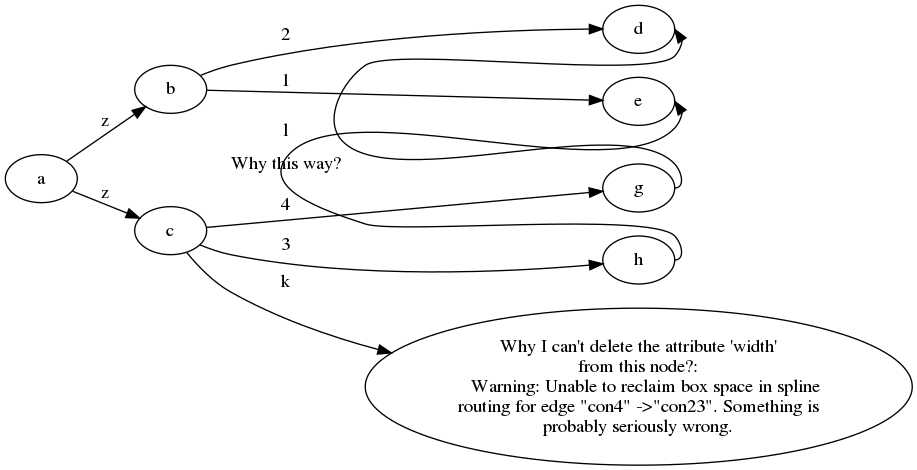 d
2
b
1
e
z
1
Why this way?
a
g
z
4
c
3
h
k
Why I can't delete the attribute 'width'
from this node?:
Warning: Unable to reclaim box space in spline
routing for edge "con4" ->"con23". Something is
probably seriously wrong.